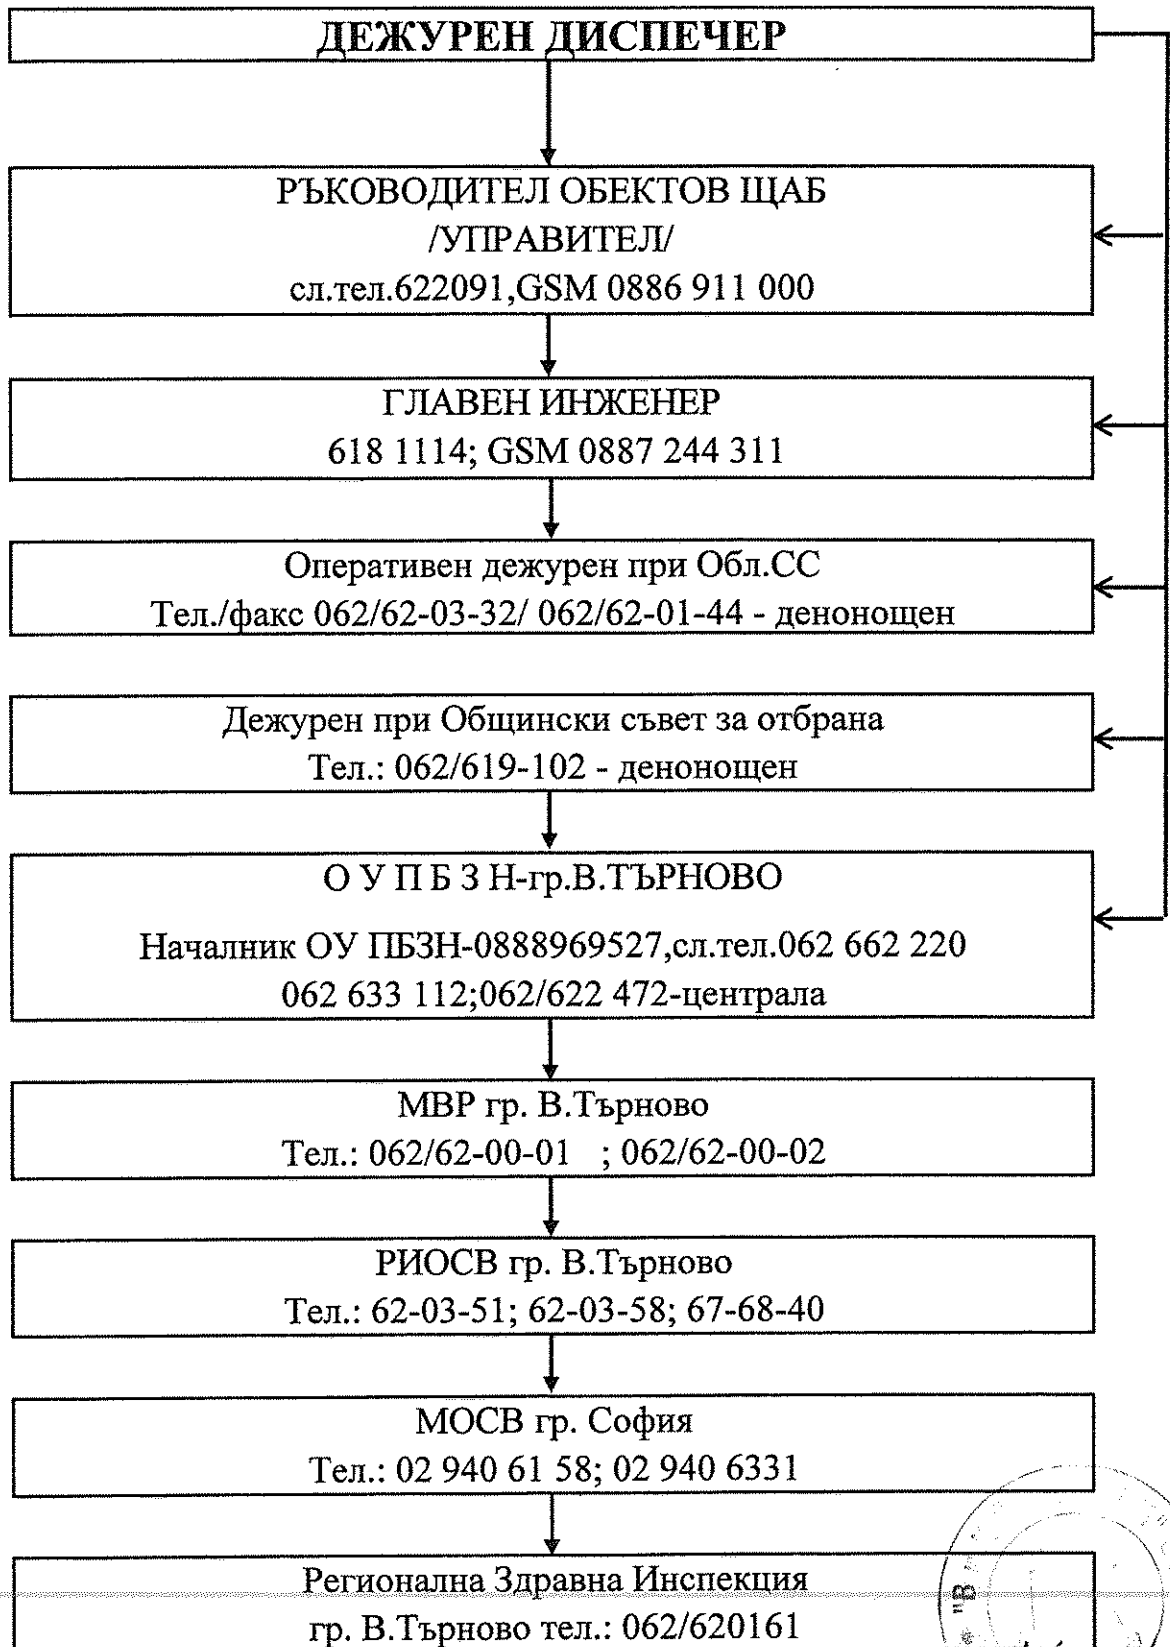 ДЕЖУРЕН ДИСПЕЧЕР
РЪКОВОДИТЕЛ ОБЕКТОВ ЩАБ
/УПРАВИТЕЛ/
сл.тел.622091,GSM 0886 911 000
ГЛАВЕН ИНЖЕНЕР
618 1114; GSM 0887 244 311
Оперативен дежурен при Обл.СС
Тел./факс 062/62-03-32/ 062/62-01-44 - денонощен
Дежурен при Общински съвет за отбрана
Тел.: 062/619-102 - денонощен
О У П Б З Н-гр.В.ТЪРНОВО
Началник ОУ ПБЗН-0888969527,сл.тел.062 662 220
062 633 112;062/622 472-централа
МВР гр. В.Търново
Тел.: 062/62-00-01 ; 062/62-00-02
РИОСВ гр. В.Търново
Тел.: 62-03-51; 62-03-58; 67-68-40
МОСВ гр. София
Тел.: 02 940 61 58; 02 940 6331
Регионална Здравна Инспекция
гр. В.Търново тел.: 062/620161